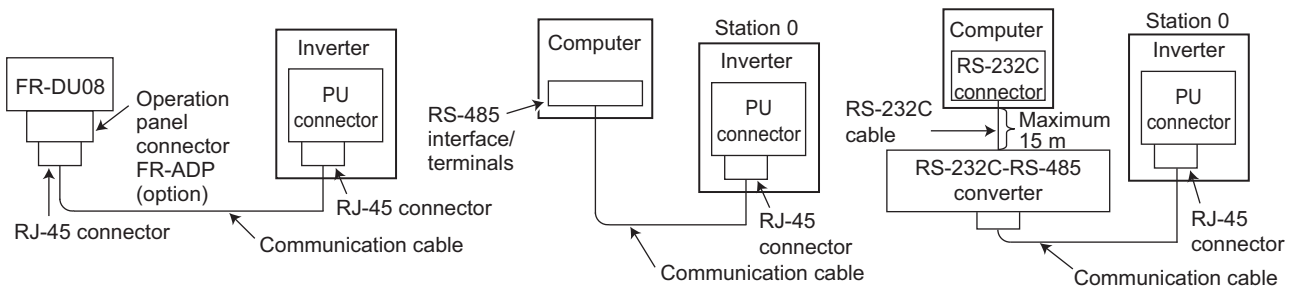 FR-DU08
Operation
panel
connector
FR-ADP
(option)
RJ-45 connector
Inverter
PU
connector
RJ-45 connector
Communication cable
Computer
RS-485
interface/
terminals
Station 0
Inverter
PU
connector
RJ-45
connector
Communication cable
Computer
RS-232C
connector
RS-232C
cable
Maximum
15 m
RS-232C-RS-485
converter
Station 0
Inverter
PU
connector
RJ-45
connector
Communication cable